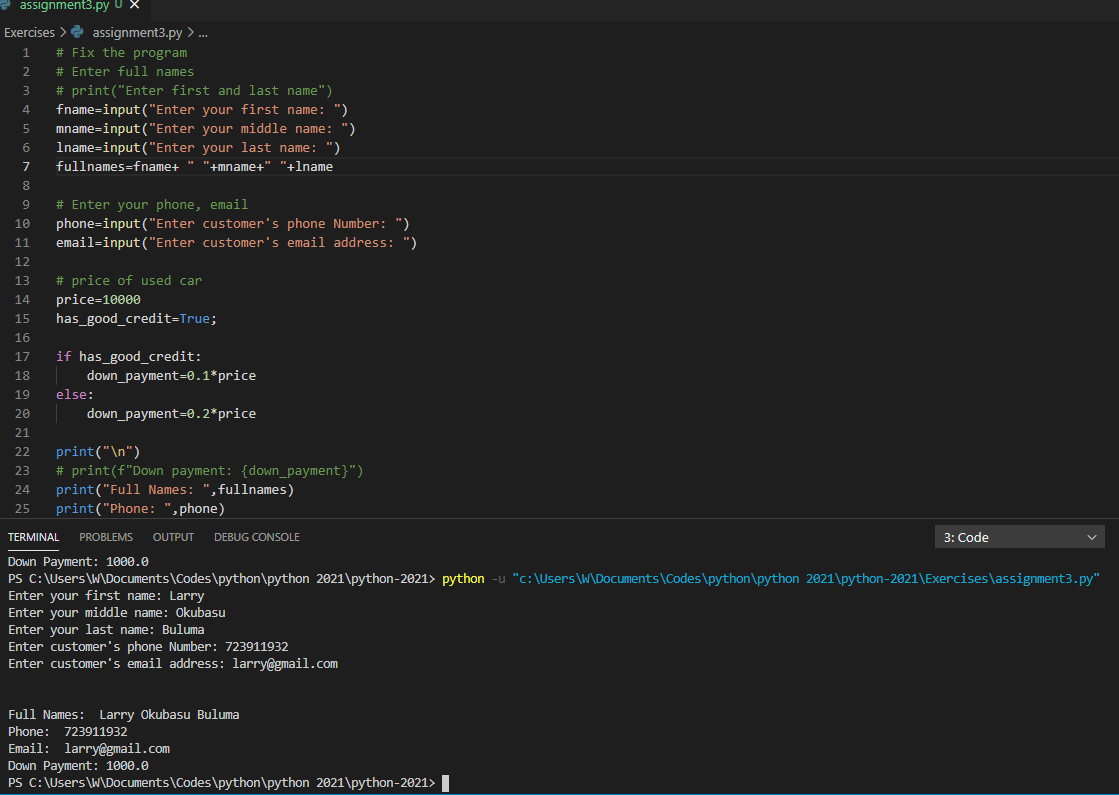 assignment3.py U ✕
Exercises > assignment3.py > ...
1 # Fix the program
2 # Enter full names
3 # print("Enter first and last name")
4 fname=input("Enter your first name: ")
5 mname=input("Enter your middle name: ")
6 lname=input("Enter your last name: ")
7 fullnames=fname+ " "+mname+" "+lname
8
9 # Enter your phone, email
10 phone=input("Enter customer's phone Number: ")
11 email=input("Enter customer's email address: ")
12
13 # price of used car
14 price=10000
15 has_good_credit=True;
16
17 if has_good_credit:
18     down_payment=0.1*price
19 else:
20     down_payment=0.2*price
21
22 print("\n")
23 # print(f"Down payment: {down_payment}")
24 print("Full Names: ",fullnames)
25 print("Phone: ",phone)
TERMINAL PROBLEMS OUTPUT DEBUG CONSOLE 3: Code
Down Payment: 1000.0
PS C:\Users\W\Documents\Codes\python\python 2021\python-2021> python -u "c:\Users\W\Documents\Codes\python\python 2021\python-2021\Exercises\assignment3.py"
Enter your first name: Larry
Enter your middle name: Okubasu
Enter your last name: Buluma
Enter customer's phone Number: 723911932
Enter customer's email address: larry@gmail.com
Full Names:  Larry Okubasu Buluma
Phone:  723911932
Email:  larry@gmail.com
Down Payment: 1000.0
PS C:\Users\W\Documents\Codes\python\python 2021\python-2021>